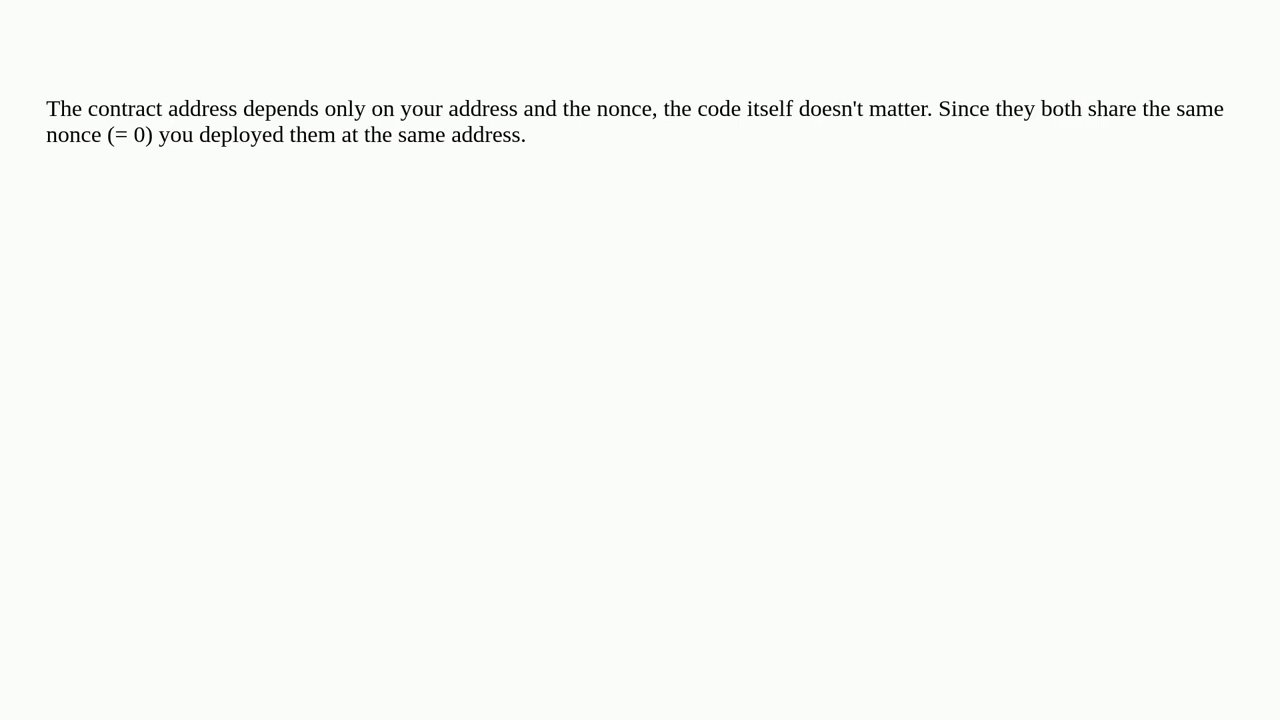 The contract address depends only on your address and the nonce, the code itself doesn't matter. Since they both share the same
nonce (= 0) you deployed them at the same address.